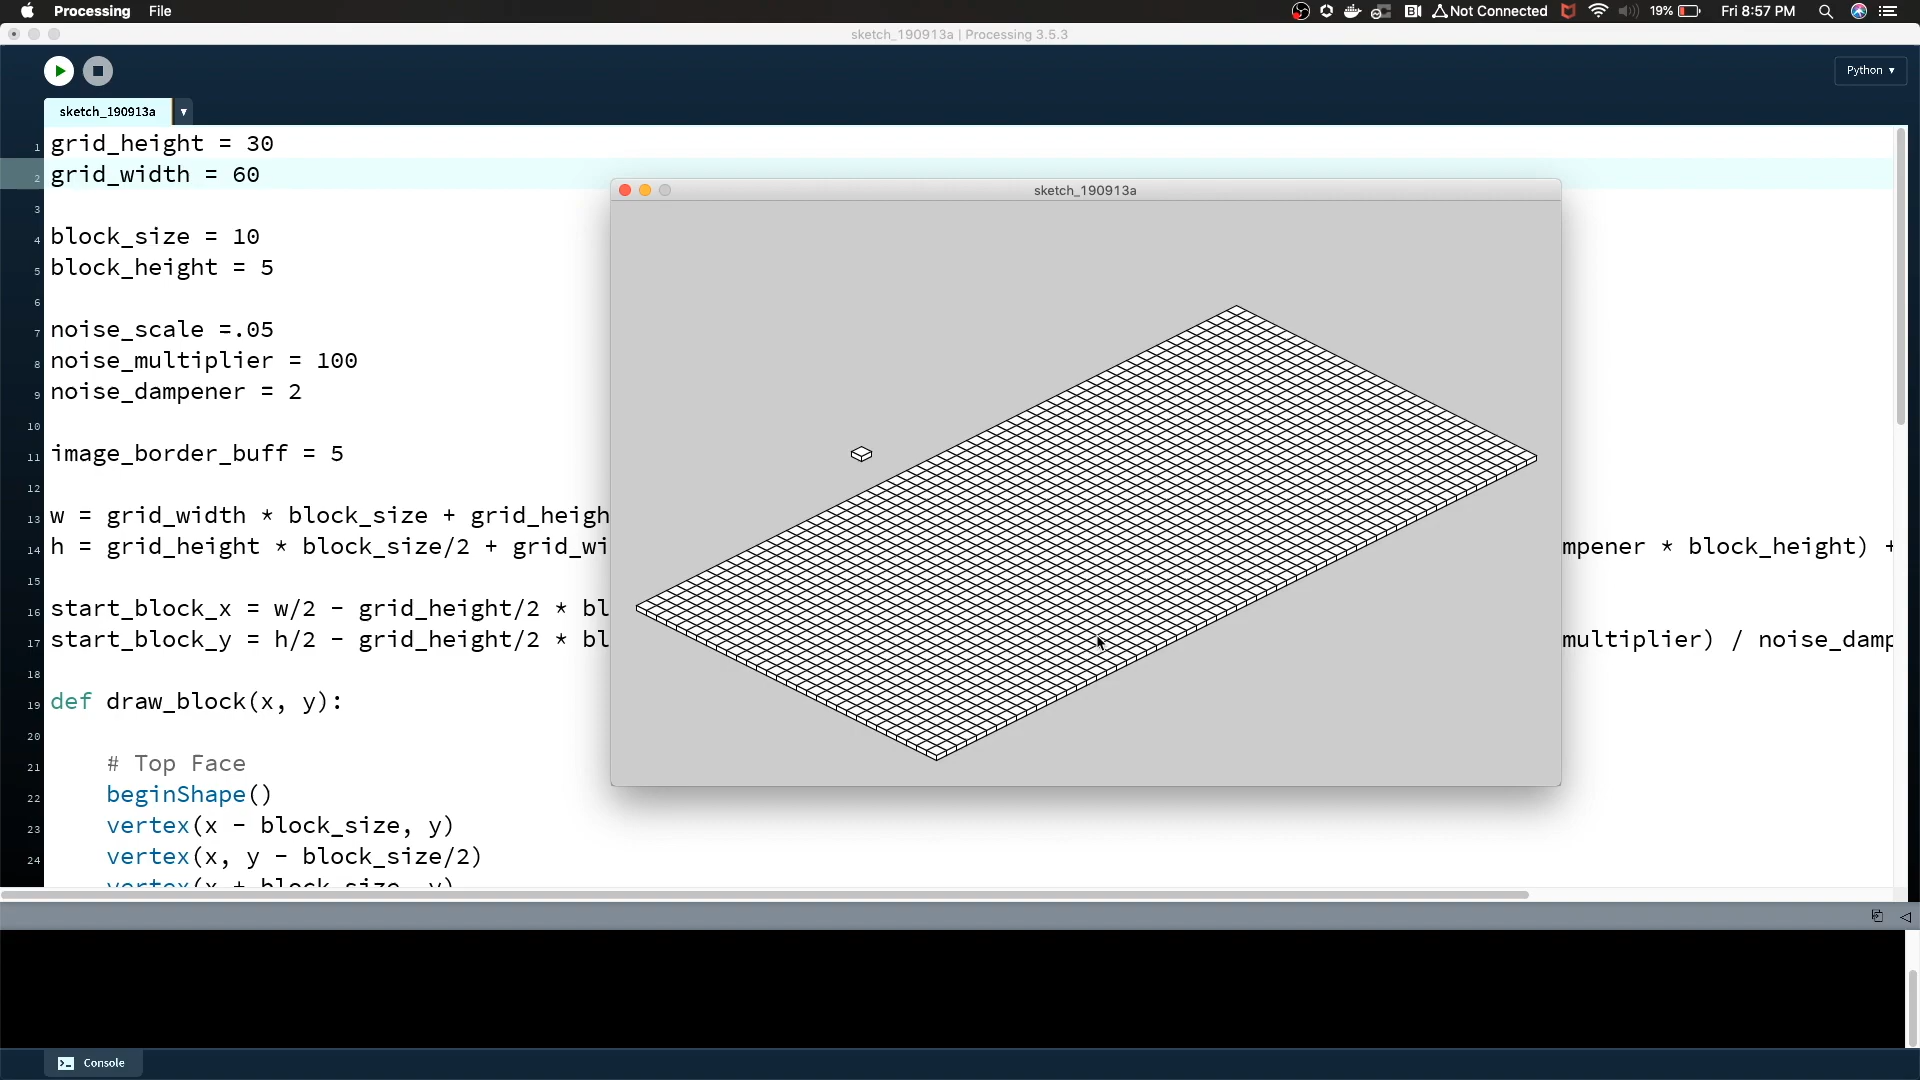 Processing File Not Connected 19% Fri 8:57 PM
sketch_190913a | Processing 3.5.3
Python ▾
sketch_190913a ▾
1 grid_height = 30
2 grid_width = 60
3
4 block_size = 10
5 block_height = 5
6
7 noise_scale =.05
8 noise_multiplier = 100
9 noise_dampener = 2
10
11 image_border_buff = 5
12
13 w = grid_width * block_size + grid_heigh
14 h = grid_height * block_size/2 + grid_wi mpener * block_height) +
15
16 start_block_x = w/2 - grid_height/2 * bl
17 start_block_y = h/2 - grid_height/2 * bl multiplier) / noise_damp
18
19 def draw_block(x, y):
20
21 # Top Face
22 beginShape()
23 vertex(x - block_size, y)
24 vertex(x, y - block_size/2)
vertex(x + block_size, y)
sketch_190913a
Console